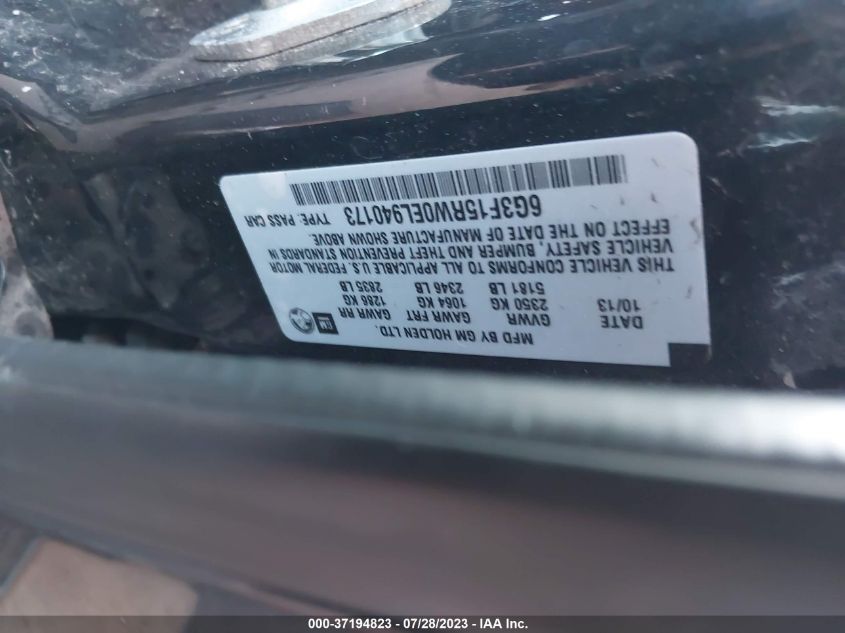 MFD BY GM HOLDEN LTD.
GM
DATE GVWR GAWR FRT GAWR RR
10/13 2350 KG 1064 KG 1286 KG
5181 LB 2346 LB 2835 LB
THIS VEHICLE CONFORMS TO ALL APPLICABLE U.S. FEDERAL MOTOR
VEHICLE SAFETY, BUMPER AND THEFT PREVENTION STANDARDS IN
EFFECT ON THE DATE OF MANUFACTURE SHOWN ABOVE.
6G3F15RW0EL940173 TYPE: PASS CAR
000-37194823 - 07/28/2023 - IAA Inc.